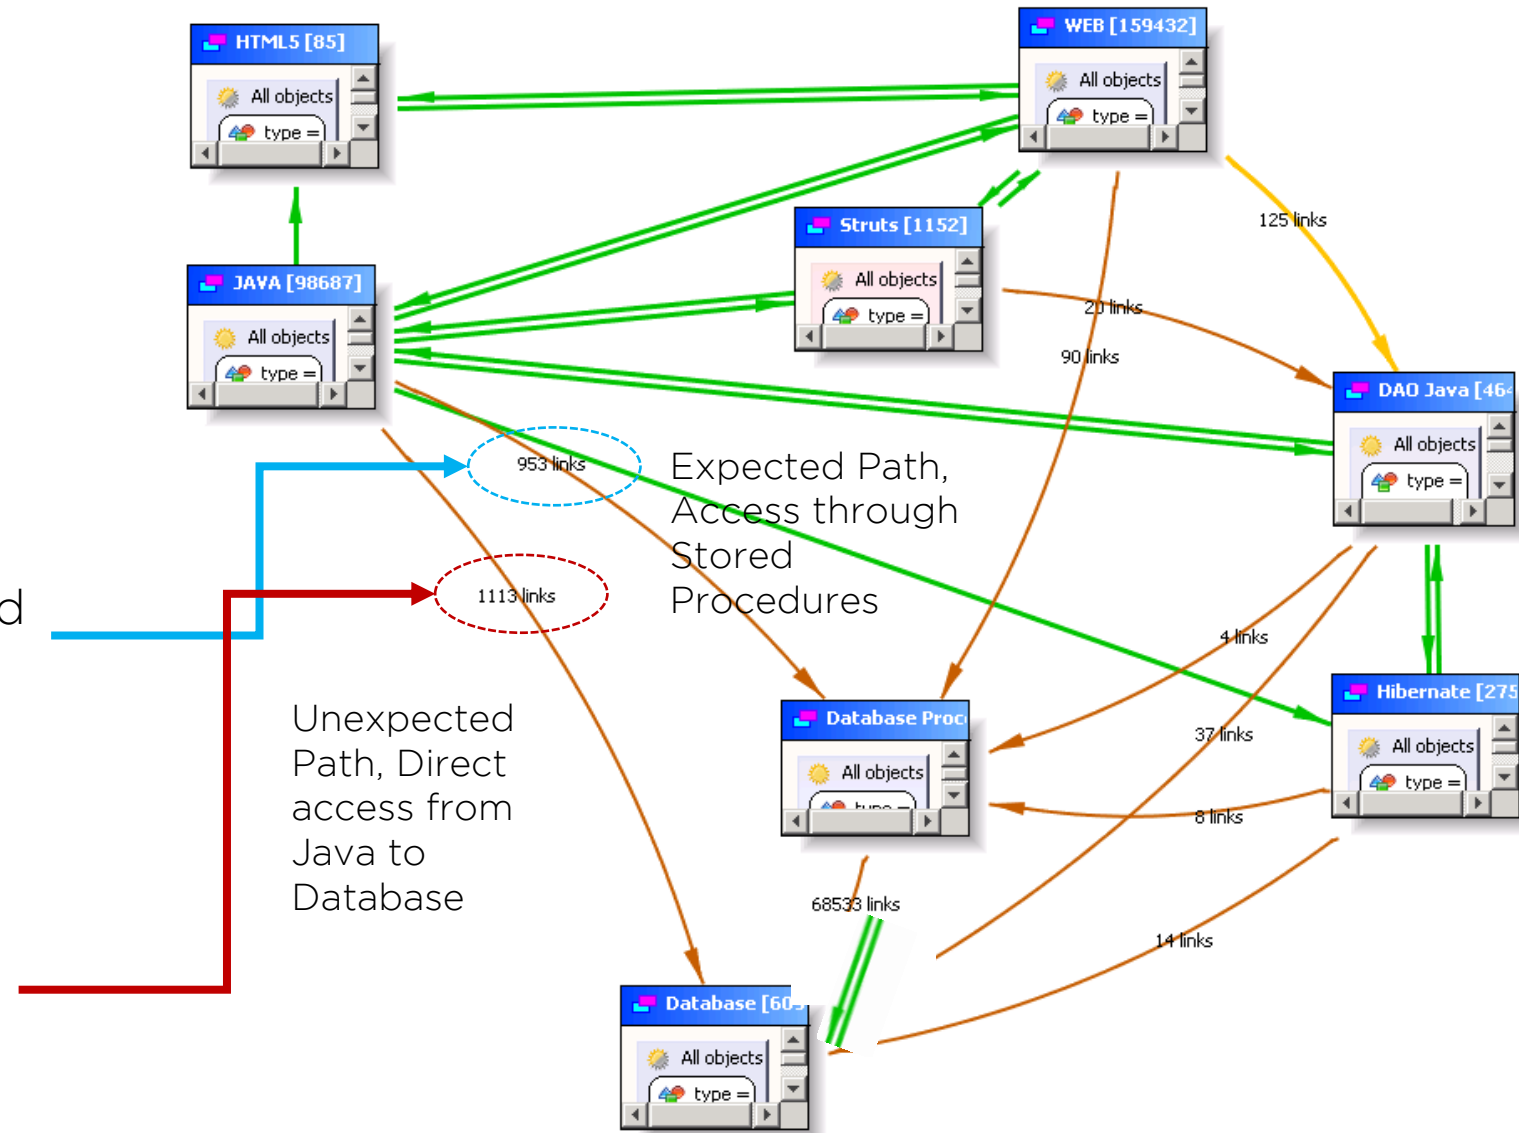 HTML5 [85]
All objects
type =
WEB [159432]
All objects
type =
Struts [1152]
All objects
type =
JAVA [98687]
All objects
type =
125 links
20 links
90 links
DAO Java [464
All objects
type =
953 links
Expected Path,
Access through
Stored
Procedures
1113 links
d
4 links
Hibernate [275
All objects
type =
37 links
8 links
Unexpected
Path, Direct
access from
Java to
Database
Database Proc
All objects
type =
68533 links
14 links
Database [605
All objects
type =